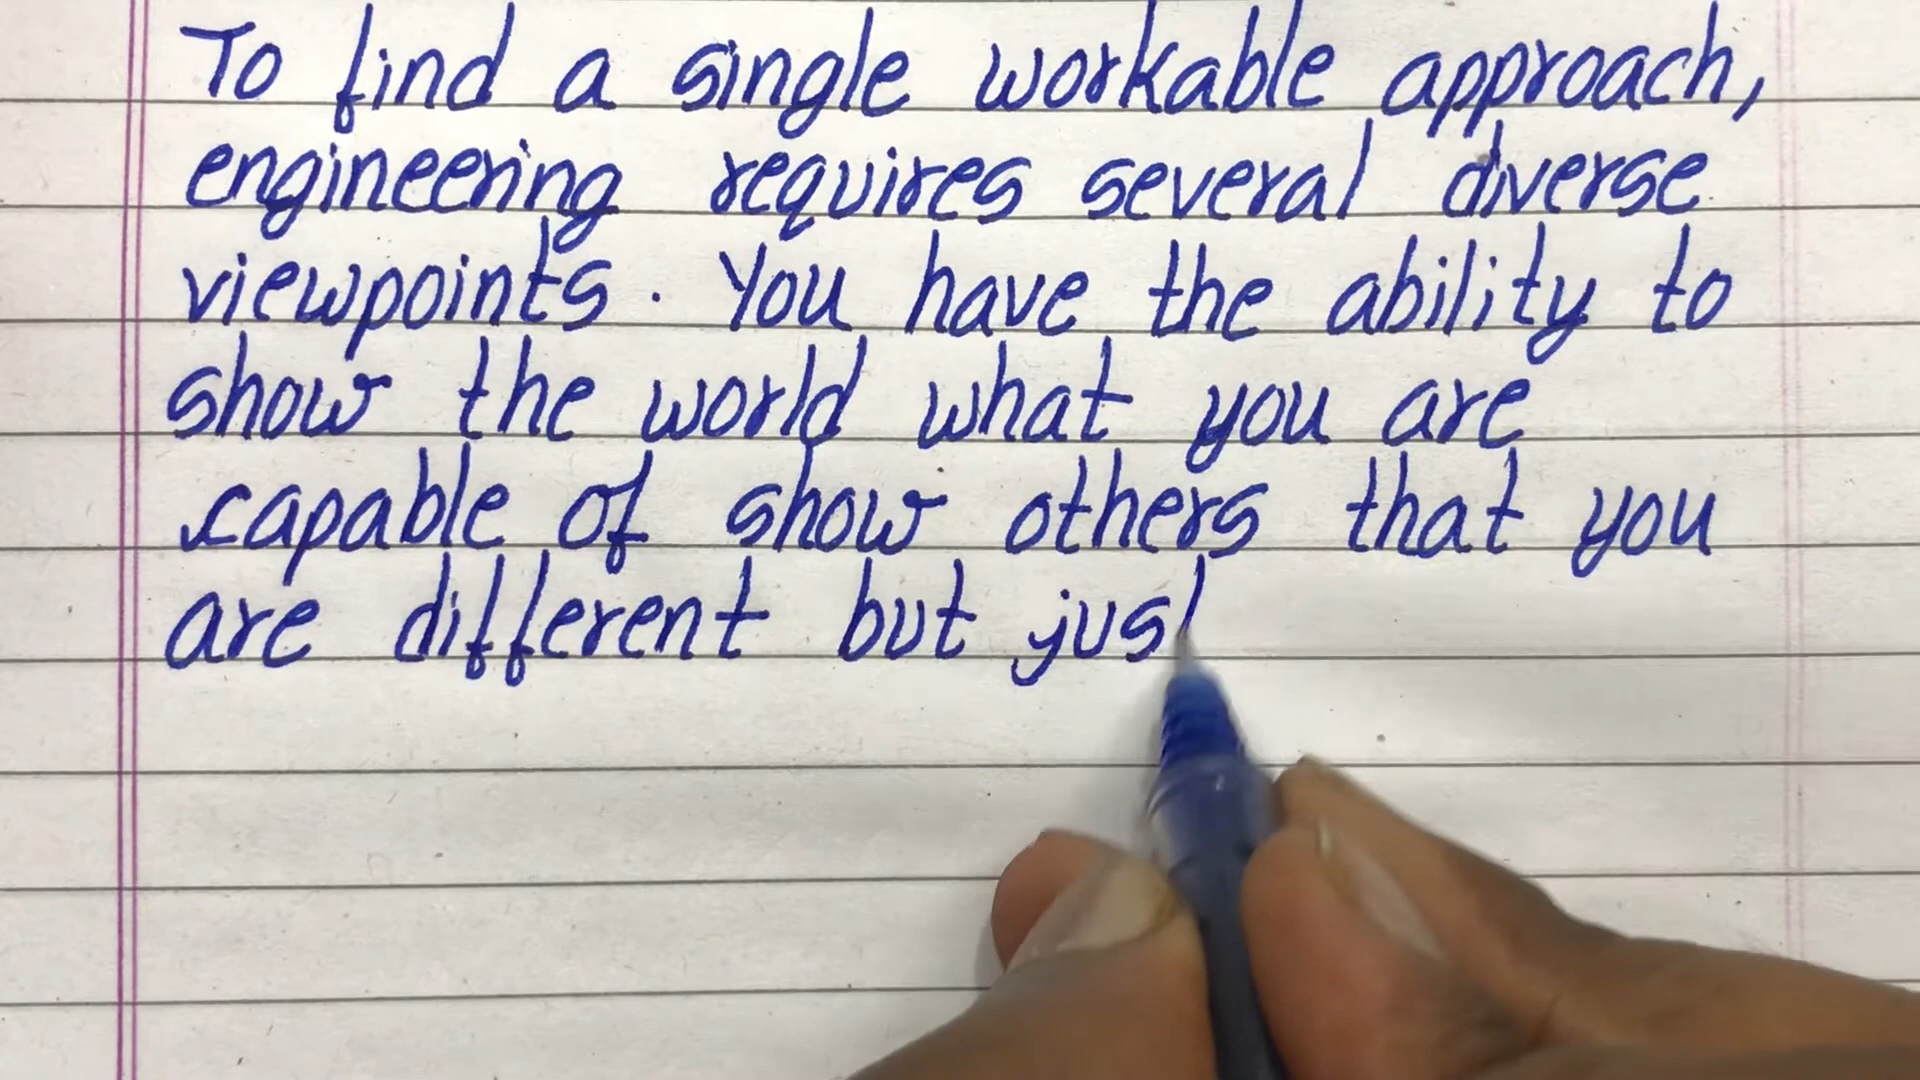 To find a single workable approach,
engineering requires several diverse
viewpoints. You have the ability to
show the world what you are
capable of show others that you
are different but jus